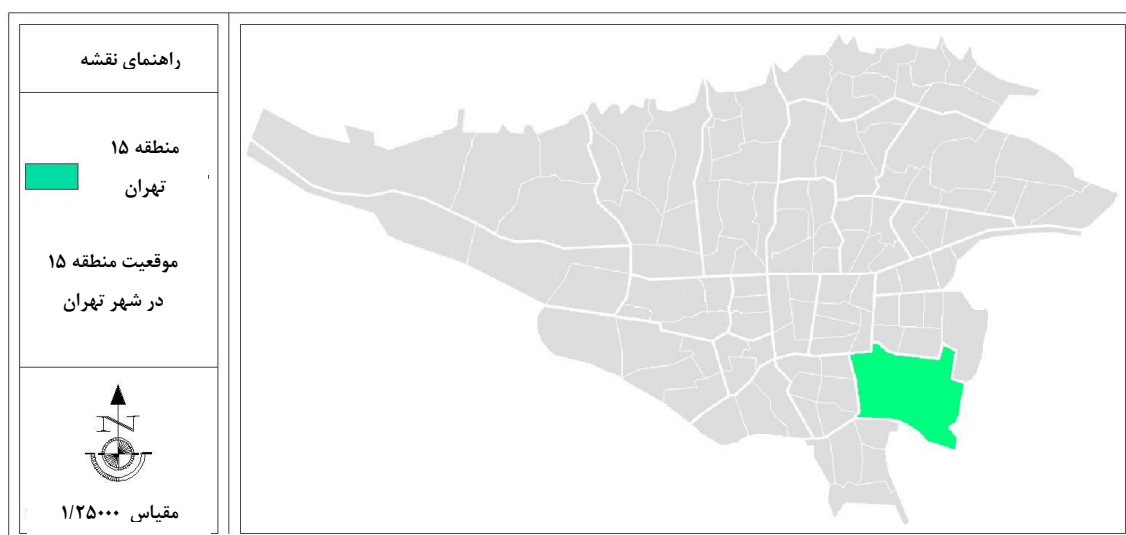 راهنمای نقشه
منطقه ۱۵
تهران
موقعیت منطقه ۱۵
در شهر تهران
N
مقیاس ۱/۲۵۰۰۰